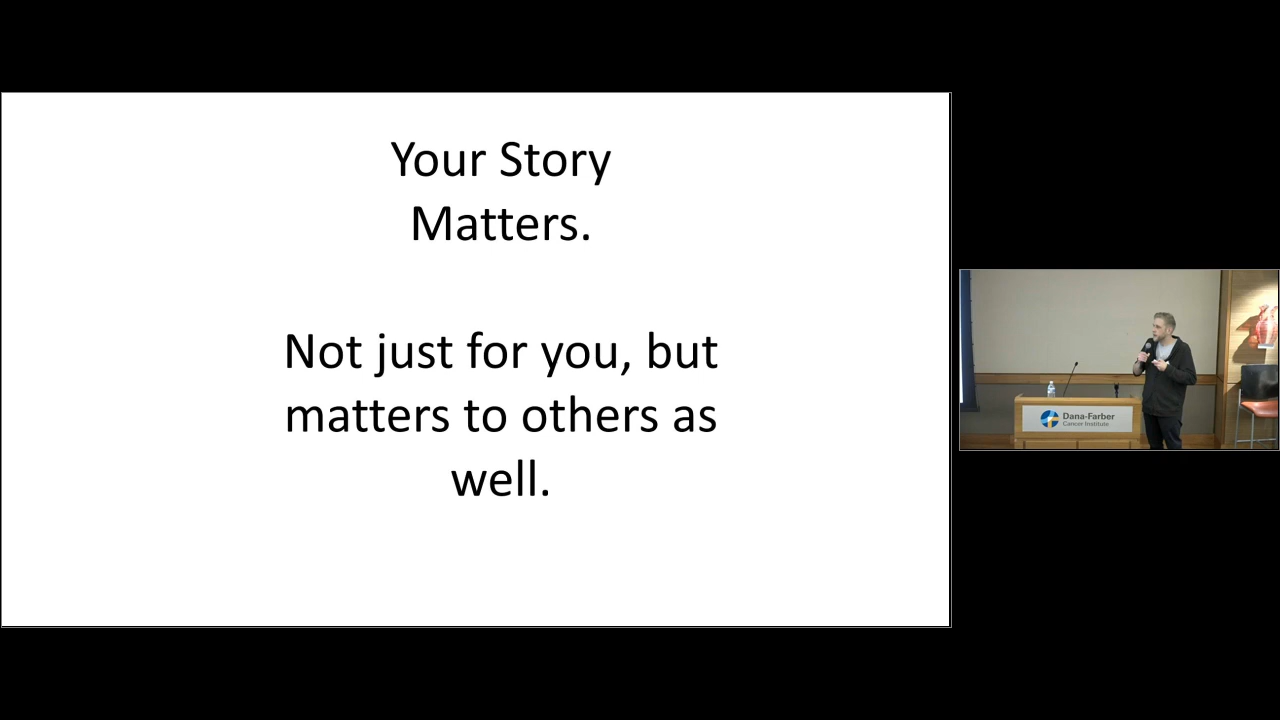 Your Story
Matters.
Not just for you, but
matters to others as
well.
Dana-Farber
Cancer Institute